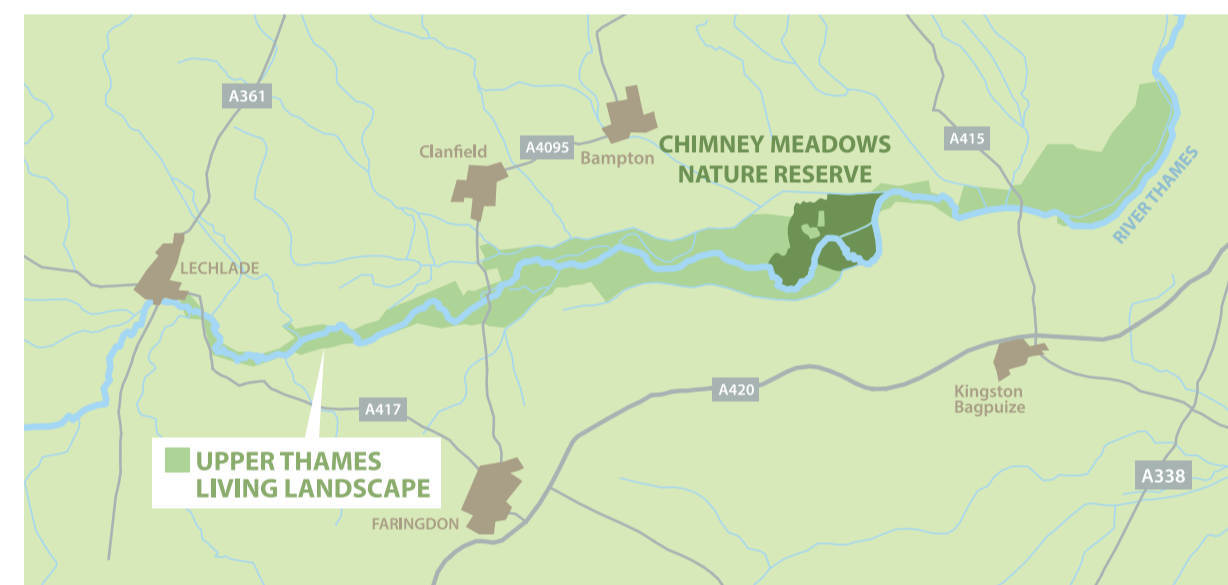 A361
Clanfield
A4095
Bampton
CHIMNEY MEADOWS
NATURE RESERVE
A415
RIVER THAMES
LECHLADE
A417
A420
Kingston
Bagpuize
UPPER THAMES
LIVING LANDSCAPE
FARINGDON
A338